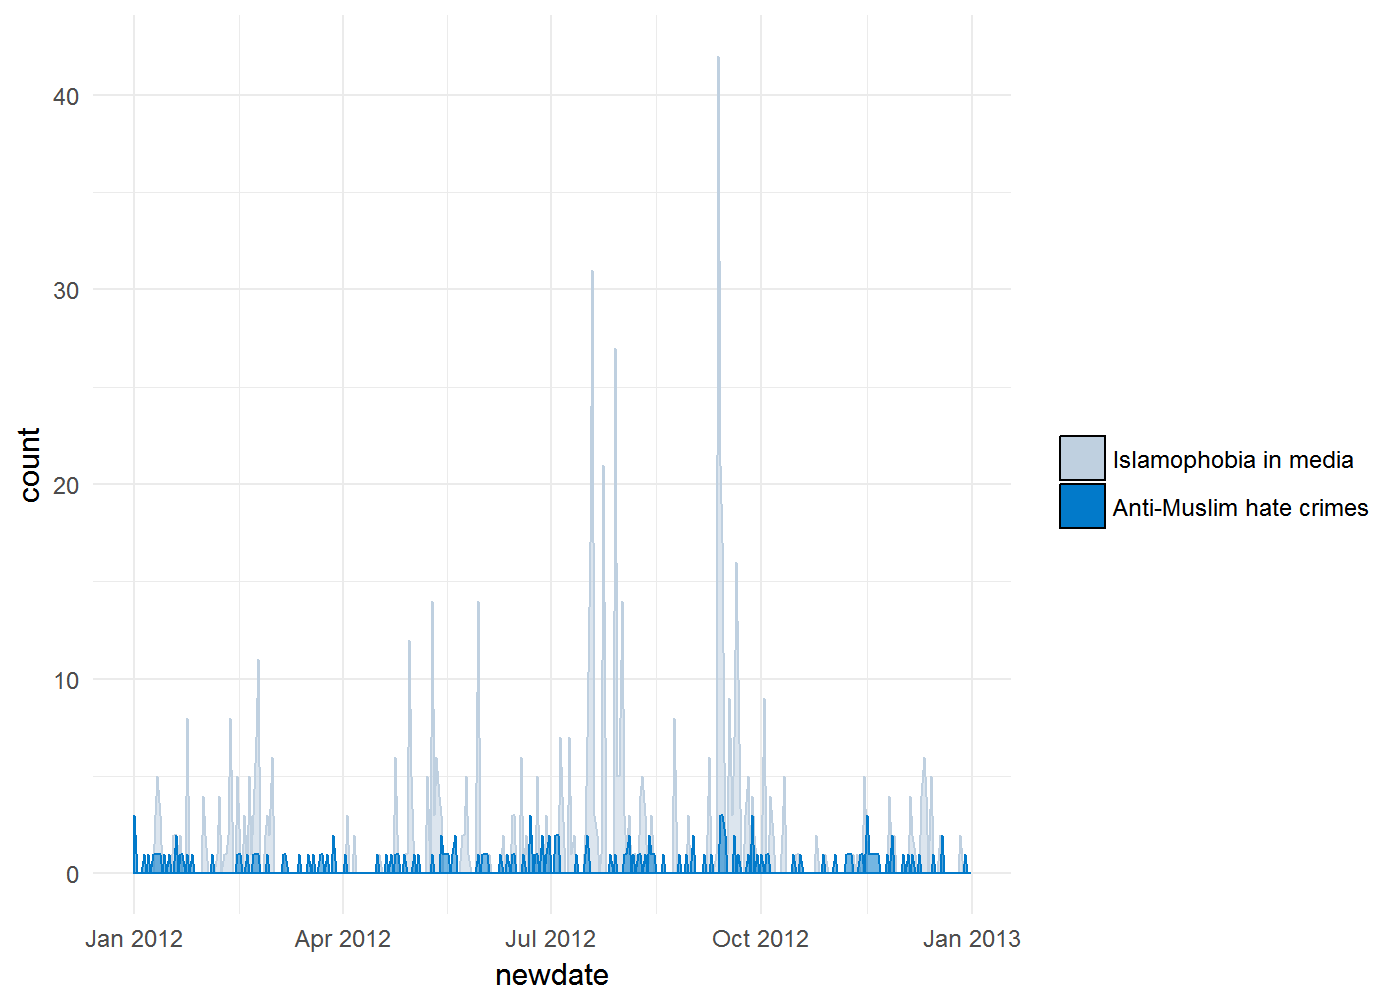 40
30
20
10
0
count
Jan 2012 Apr 2012 Jul 2012 Oct 2012 Jan 2013
newdate
Islamophobia in media
Anti-Muslim hate crimes